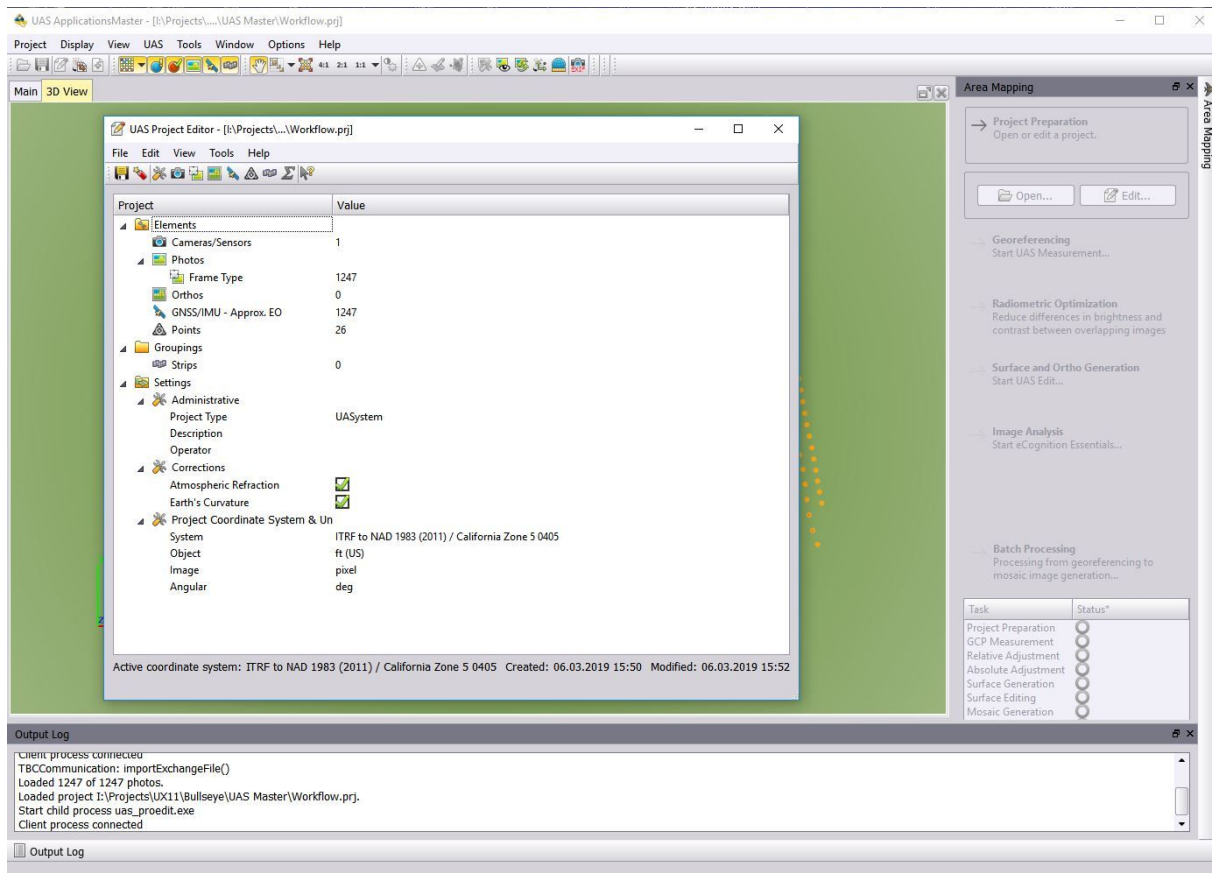 UAS ApplicationsMaster - [I:\Projects\....\UAS Master\Workflow.prj]
Project Display View UAS Tools Window Options Help
4:1 2:1 1:1
Main 3D View
UAS Project Editor - [I:\Projects\...\Workflow.prj]
File Edit View Tools Help
Project Value
Elements
Cameras/Sensors 1
Photos
Frame Type 1247
Orthos 0
GNSS/IMU - Approx. EO 1247
Points 26
Groupings
Strips 0
Settings
Administrative
Project Type UASystem
Description
Operator
Corrections
Atmospheric Refraction
Earth's Curvature
Project Coordinate System & Un
System ITRF to NAD 1983 (2011) / California Zone 5 0405
Object ft (US)
Image pixel
Angular deg
Active coordinate system: ITRF to NAD 1983 (2011) / California Zone 5 0405 Created: 06.03.2019 15:50 Modified: 06.03.2019 15:52
Area Mapping
Project Preparation
Open or edit a project.
Open... Edit...
Georeferencing
Start UAS Measurement...
Radiometric Optimization
Reduce differences in brightness and
contrast between overlapping images
Surface and Ortho Generation
Start UAS Edit...
Image Analysis
Start eCognition Essentials...
Batch Processing
Processing from georeferencing to
mosaic image generation...
Task Status*
Project Preparation
GCP Measurement
Relative Adjustment
Absolute Adjustment
Surface Generation
Surface Editing
Mosaic Generation
Area Mapping
Output Log
Client process connected
TBCCommunication: importExchangeFile()
Loaded 1247 of 1247 photos.
Loaded project I:\Projects\UX11\Bullseye\UAS Master\Workflow.prj.
Start child process uas_proedit.exe
Client process connected
Output Log